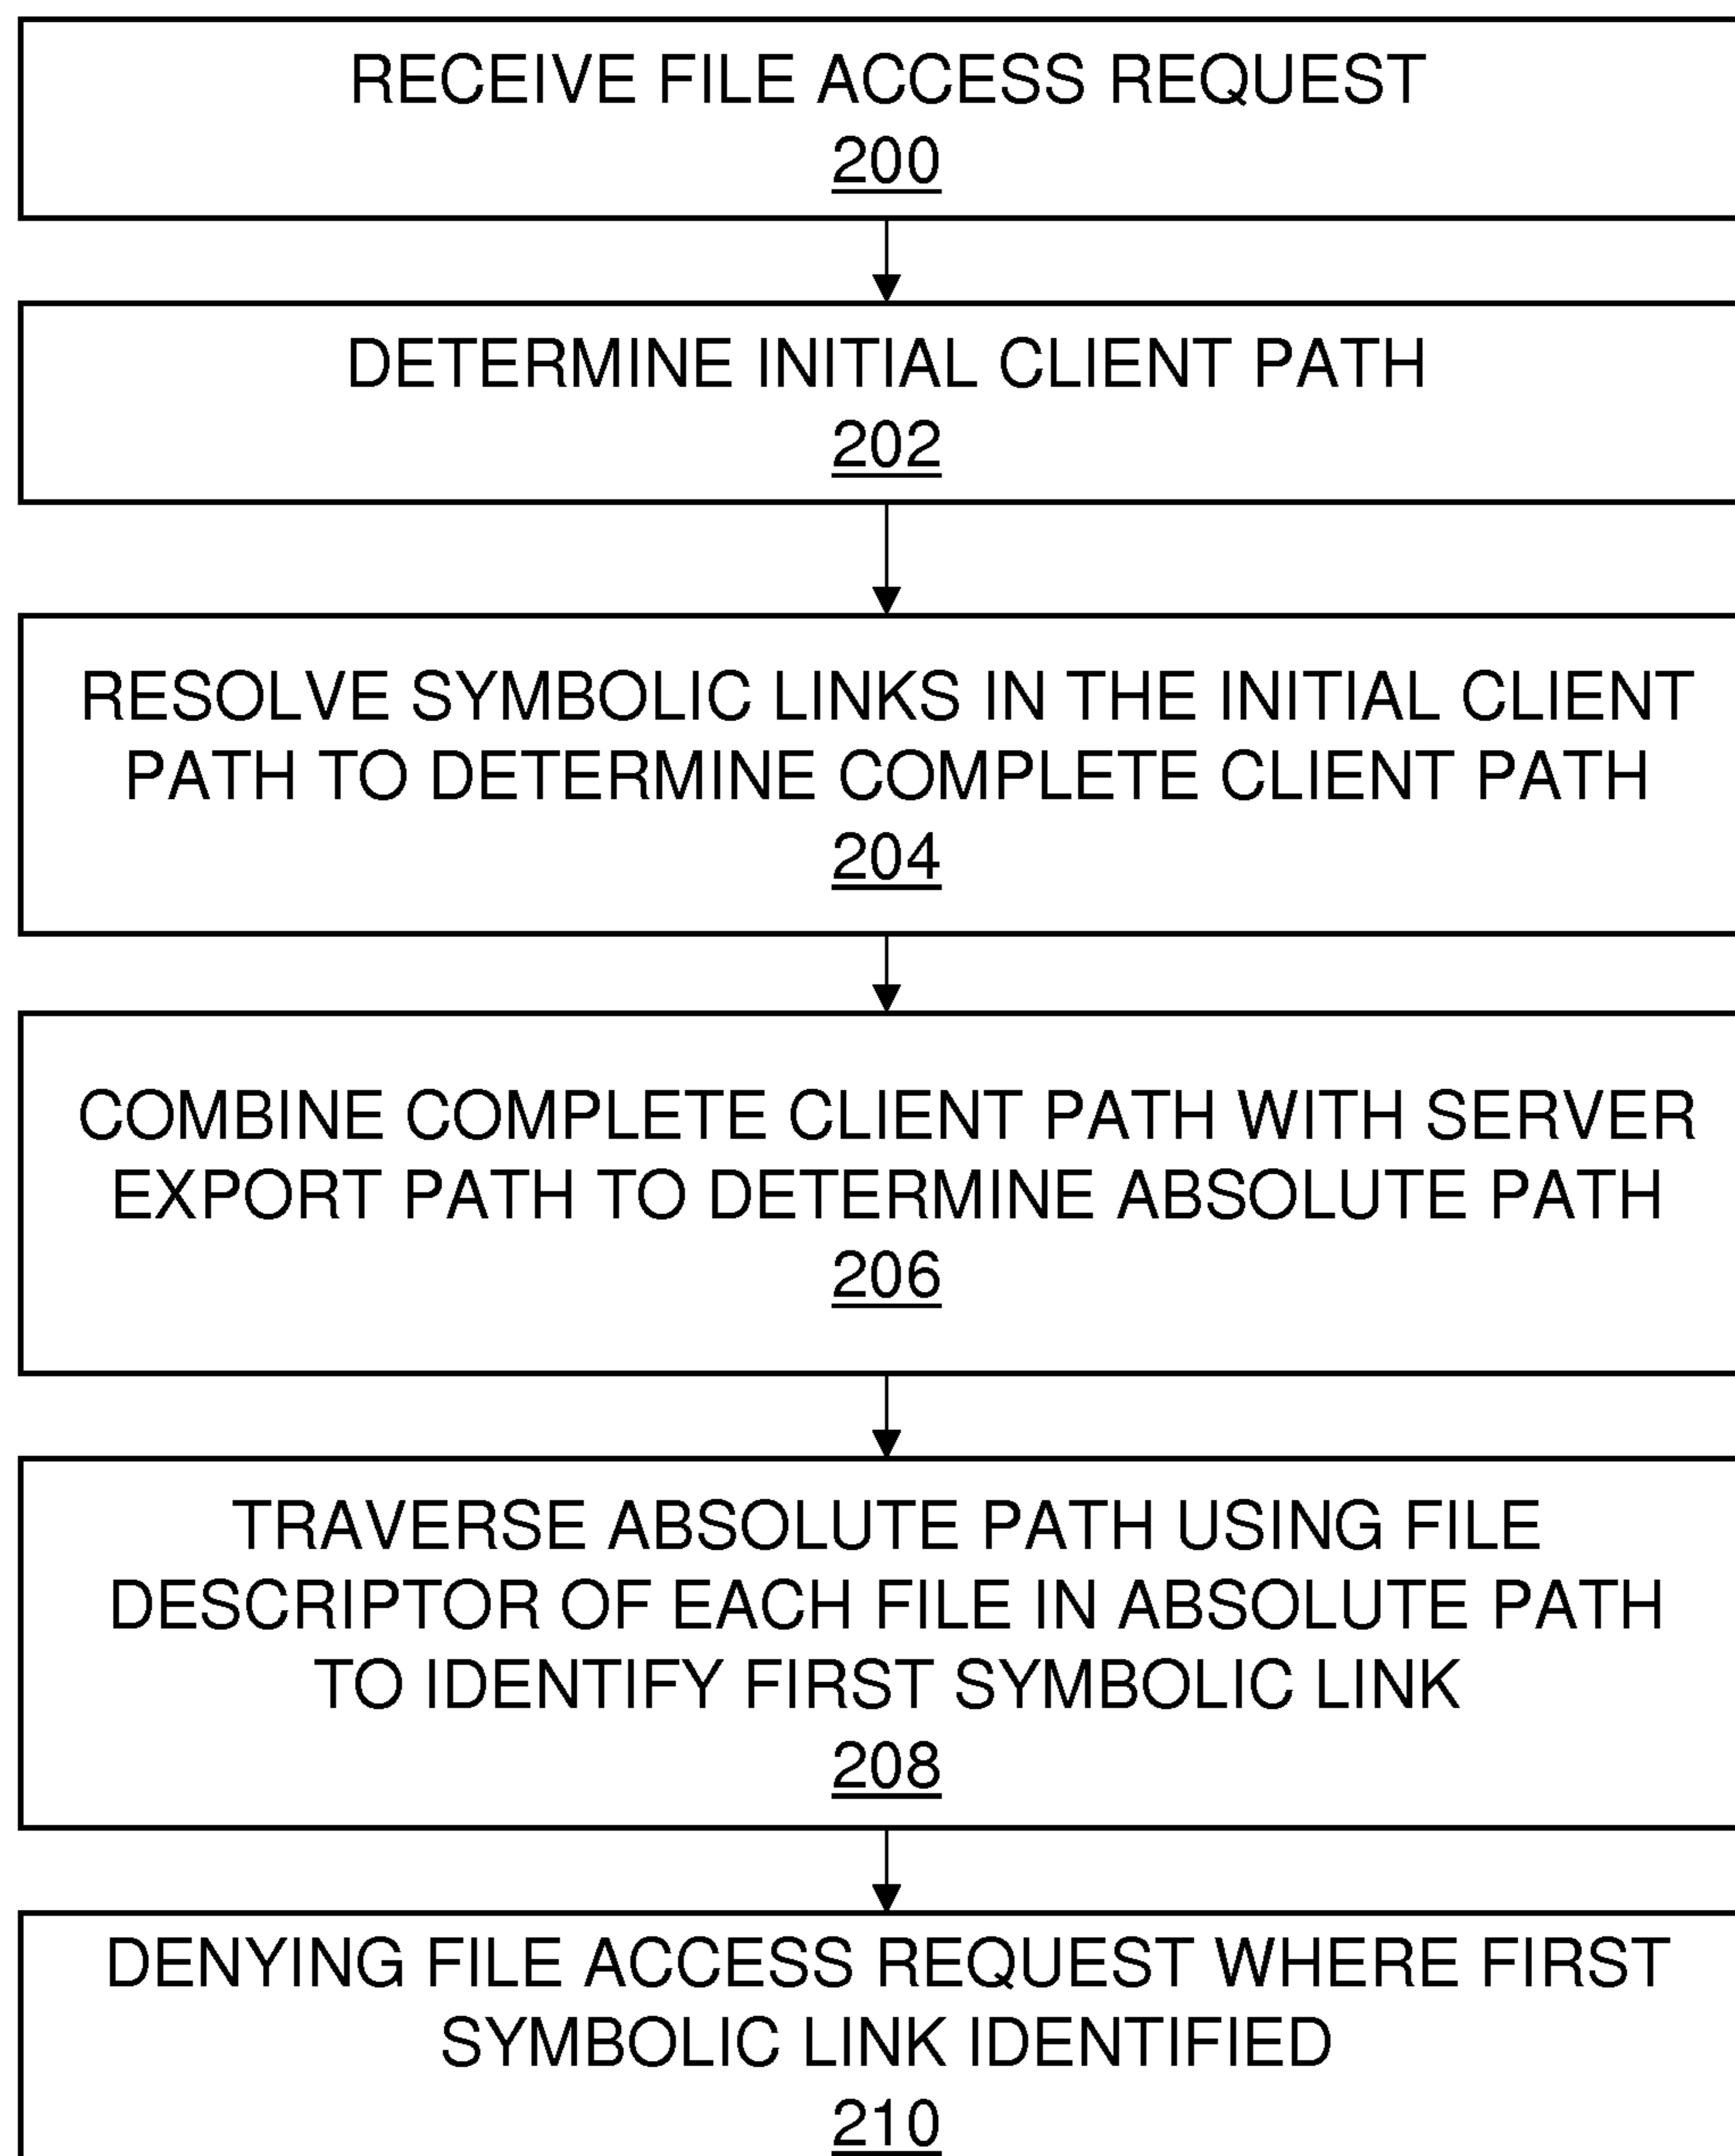 RECEIVE FILE ACCESS REQUEST
200
DETERMINE INITIAL CLIENT PATH
202
RESOLVE SYMBOLIC LINKS IN THE INITIAL CLIENT
PATH TO DETERMINE COMPLETE CLIENT PATH
204
COMBINE COMPLETE CLIENT PATH WITH SERVER
EXPORT PATH TO DETERMINE ABSOLUTE PATH
206
TRAVERSE ABSOLUTE PATH USING FILE
DESCRIPTOR OF EACH FILE IN ABSOLUTE PATH
TO IDENTIFY FIRST SYMBOLIC LINK
208
DENYING FILE ACCESS REQUEST WHERE FIRST
SYMBOLIC LINK IDENTIFIED
210